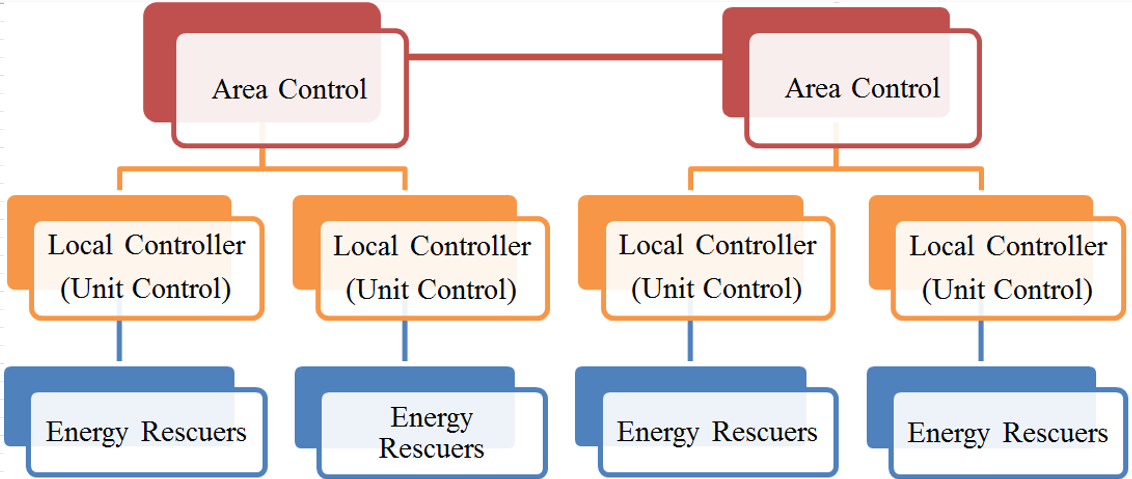 Area Control
Area Control
Local Controller
(Unit Control)
Local Controller
(Unit Control)
Local Controller
(Unit Control)
Local Controller
(Unit Control)
Energy Rescuers
Energy
Rescuers
Energy Rescuers
Energy Rescuers